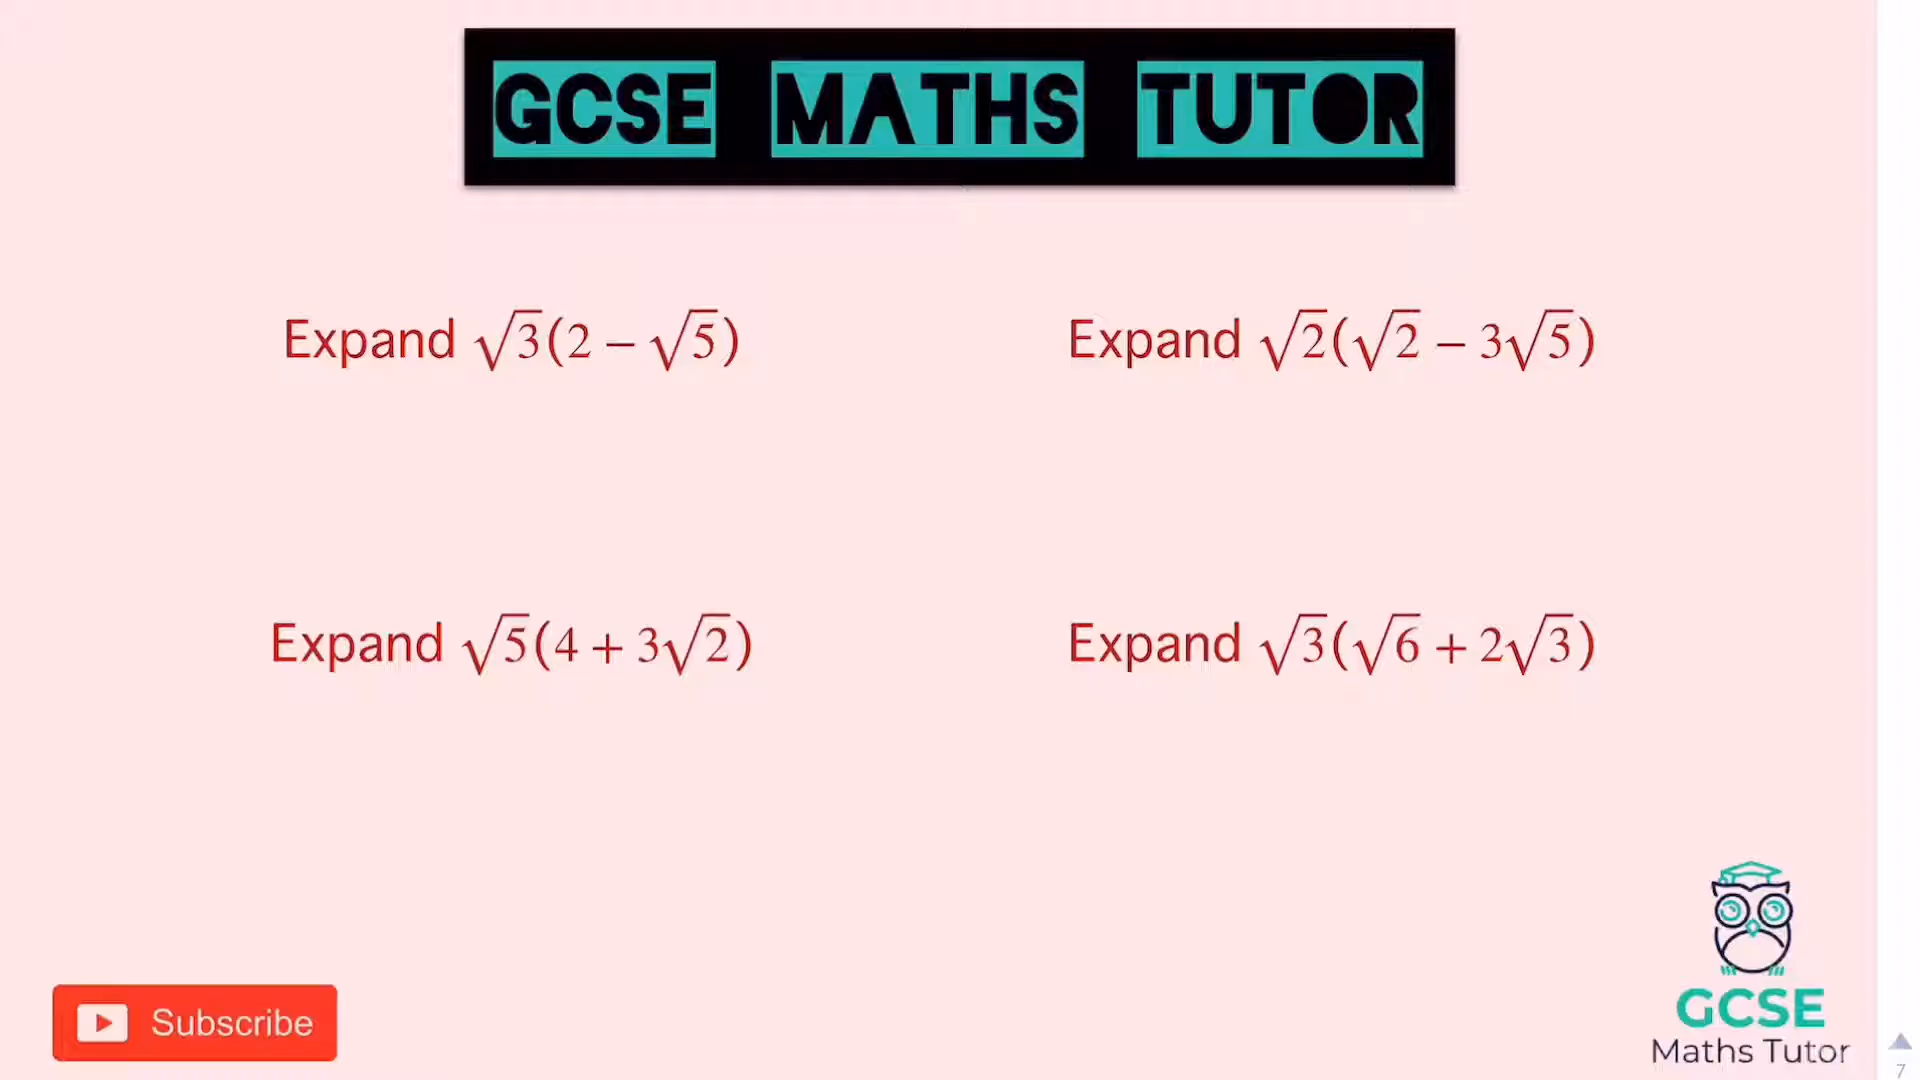 GCSE MATHS TUTOR
Expand √3(2 − √5)
Expand √2(√2 − 3√5)
Expand √5(4 + 3√2)
Expand √3(√6 + 2√3)
Subscribe
GCSE
Maths Tutor
7